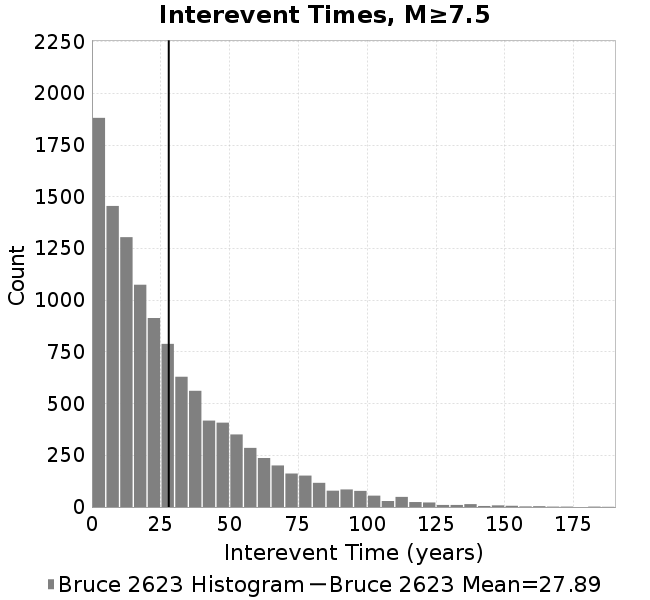 Interevent Times, M≥7.5
2250
2000
1750
1500
1250
1000
750
500
250
0
Count
0 25 50 75 100 125 150 175
Interevent Time (years)
Bruce 2623 Histogram Bruce 2623 Mean=27.89